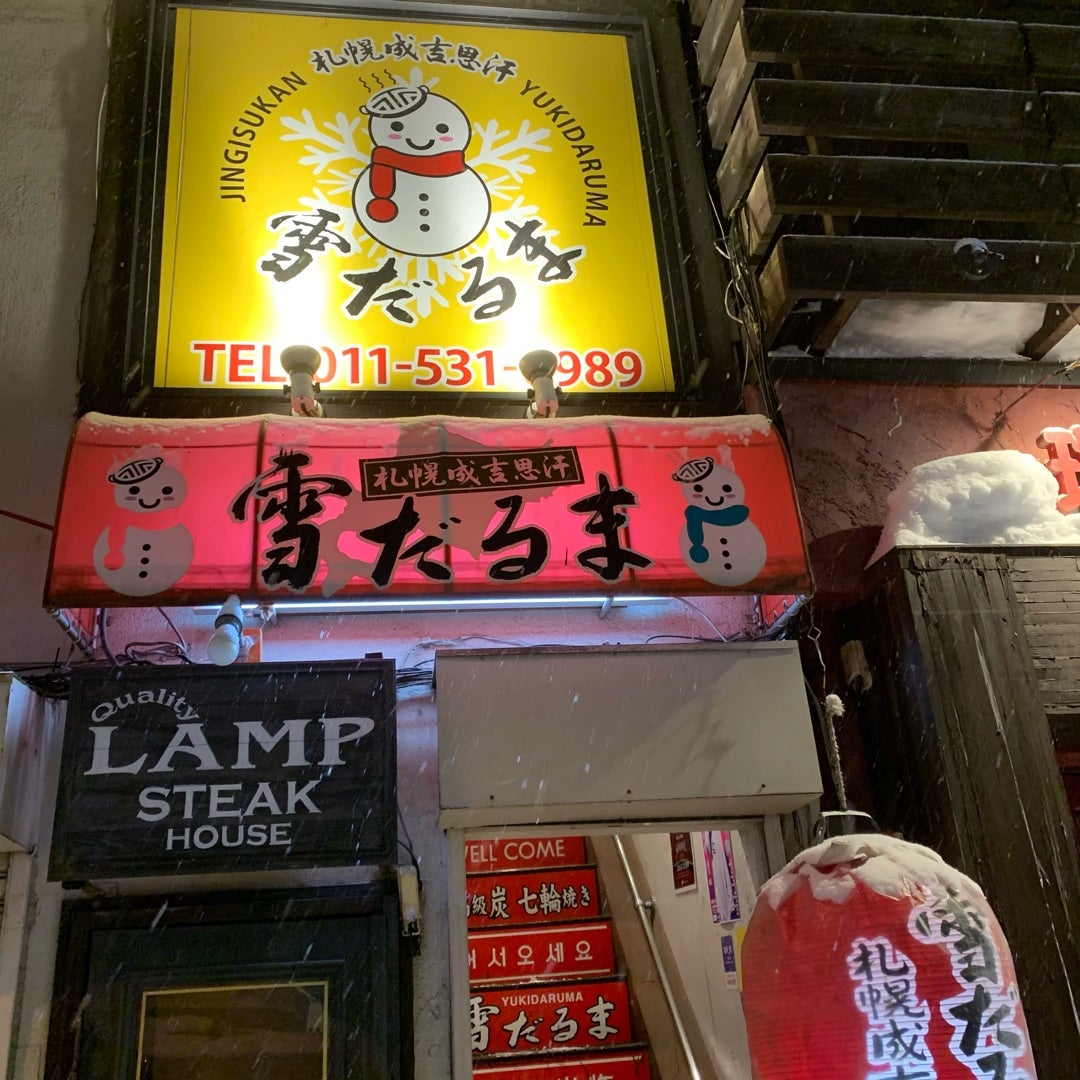 札幌成吉思汗
JINGISUKAN
YUKIDARUMA
雪だるま
TEL 011-531- 989
札幌成吉思汗
雪だるま
Quality
LAMP
STEAK
HOUSE
WELL COME
炭 七輪焼き
서오세요
YUKIDARUMA
雪だるま
雪だ
札幌成